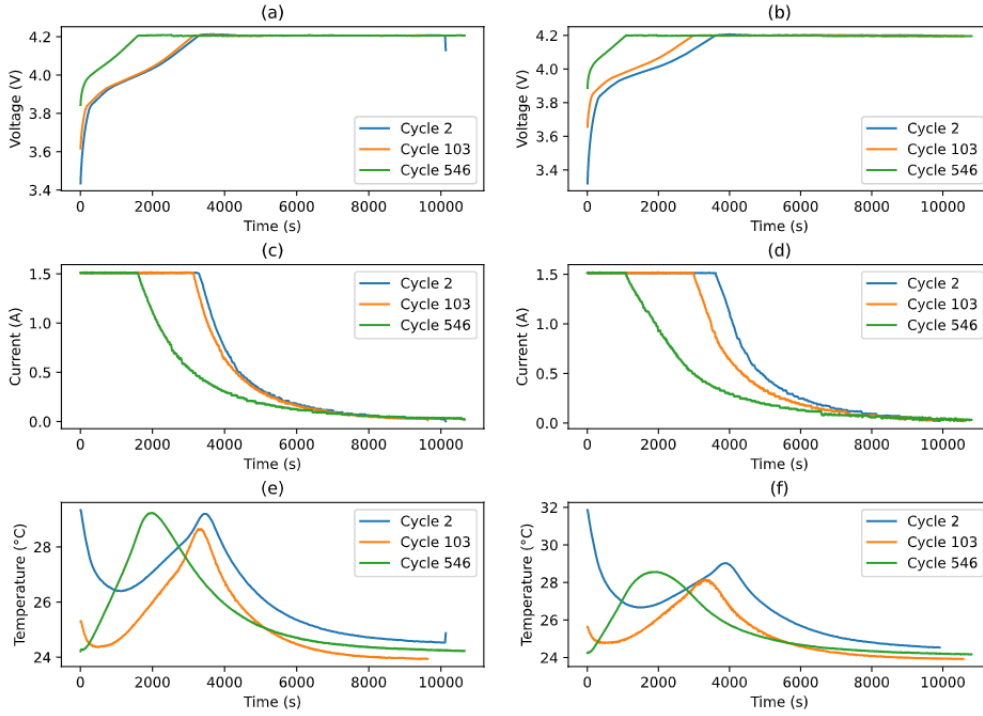 (a)
4.2
4.0
3.8
3.6
3.4
Voltage (V)
Cycle 2
Cycle 103
Cycle 546
0 2000 4000 6000 8000 10000
Time (s)
(b)
4.2
4.0
3.8
3.6
3.4
Voltage (V)
Cycle 2
Cycle 103
Cycle 546
0 2000 4000 6000 8000 10000
Time (s)
(c)
1.5
1.0
0.5
0.0
Current (A)
Cycle 2
Cycle 103
Cycle 546
0 2000 4000 6000 8000 10000
Time (s)
(d)
1.5
1.0
0.5
0.0
Current (A)
Cycle 2
Cycle 103
Cycle 546
0 2000 4000 6000 8000 10000
Time (s)
(e)
28
26
24
Temperature (°C)
Cycle 2
Cycle 103
Cycle 546
0 2000 4000 6000 8000 10000
Time (s)
(f)
32
30
28
26
24
Temperature (°C)
Cycle 2
Cycle 103
Cycle 546
0 2000 4000 6000 8000 10000
Time (s)